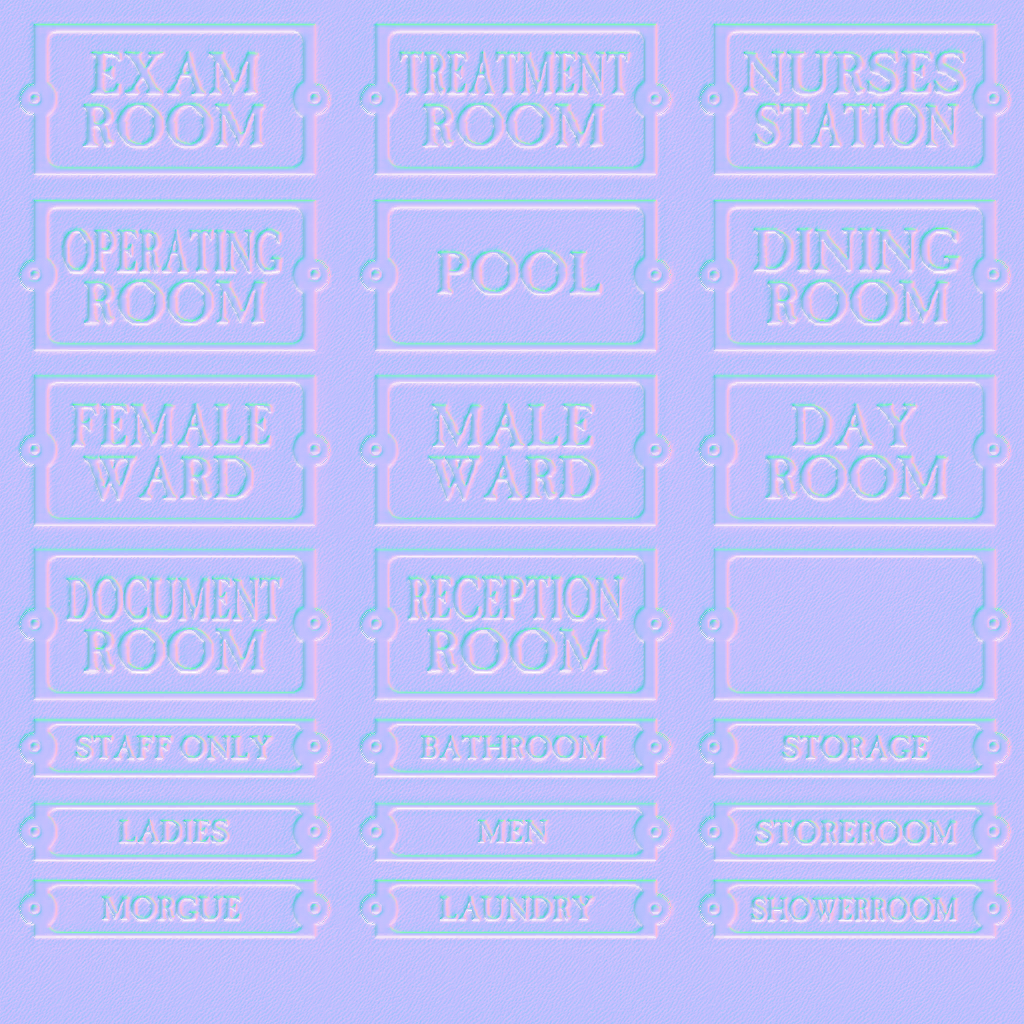 EXAM
ROOM
TREATMENT
ROOM
NURSES
STATION
OPERATING
ROOM
POOL
DINING
ROOM
FEMALE
WARD
MALE
WARD
DAY
ROOM
DOCUMENT
ROOM
RECEPTION
ROOM
STAFF ONLY
BATHROOM
STORAGE
LADIES
MEN
STOREROOM
MORGUE
LAUNDRY
SHOWERROOM